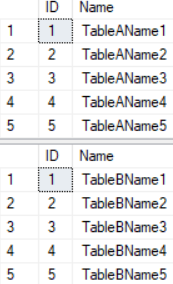 ID Name
1 1 TableAName1
2 2 TableAName2
3 3 TableAName3
4 4 TableAName4
5 5 TableAName5
ID Name
1 1 TableBName1
2 2 TableBName2
3 3 TableBName3
4 4 TableBName4
5 5 TableBName5